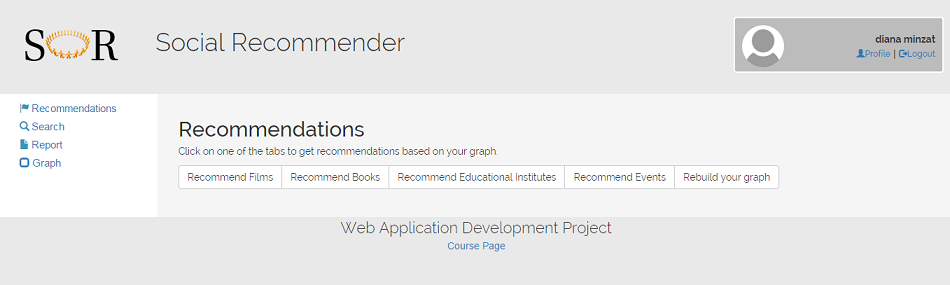 SOR
Social Recommender
diana minzat
Profile | Logout
Recommendations
Search
Report
Graph
Recommendations
Click on one of the tabs to get recommendations based on your graph.
Recommend Films Recommend Books Recommend Educational Institutes Recommend Events Rebuild your graph
Web Application Development Project
Course Page